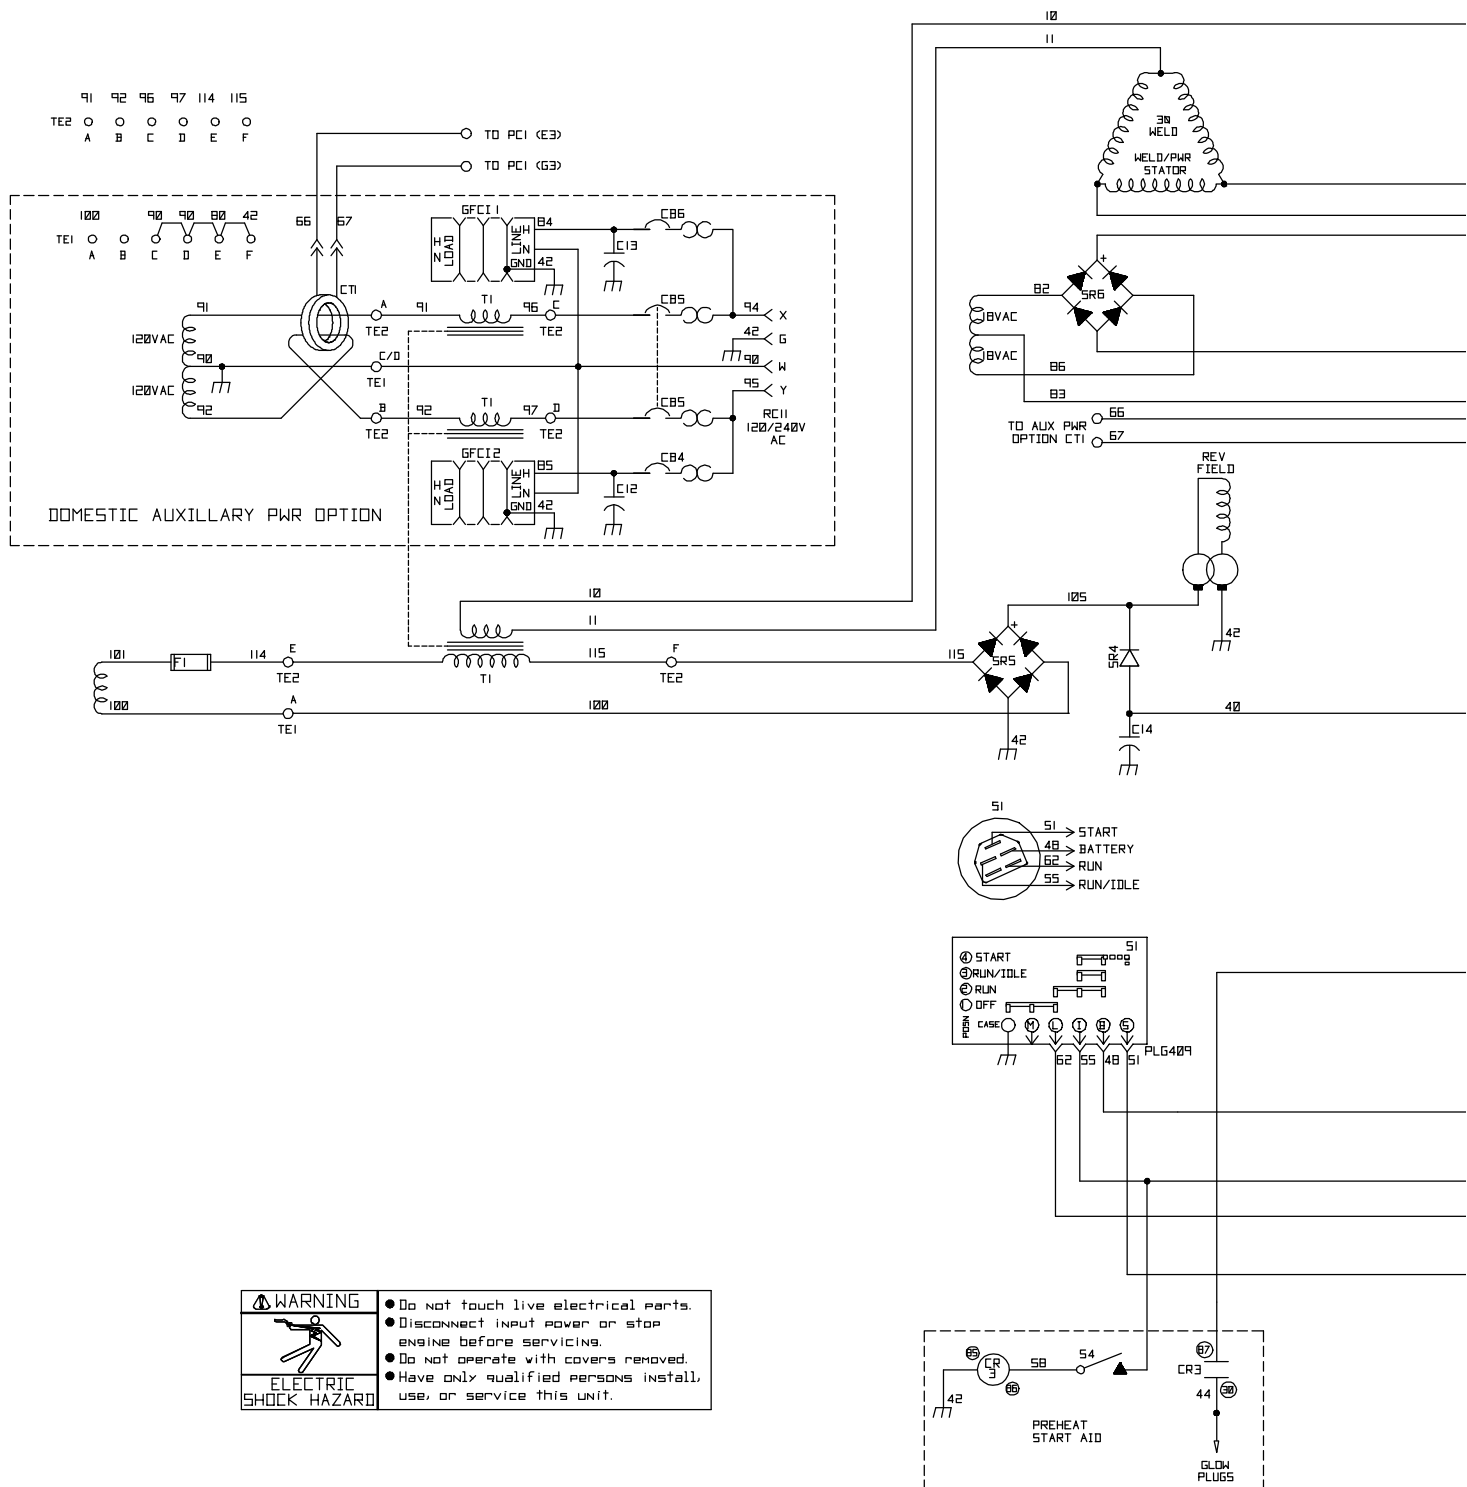 10
11
91 92 96 97 114 115
TE2
A B C D E F
TO PC1 (E3)
TO PC1 (G3)
3Ø
WELD
WELD/PWR
STATOR
100 90 90 80 42
TE1
A B C D E F
66 67
CT1
GFCI1
H
N
LOAD
LINE
H
N
GND
84
42
C13
CB6
91
120VAC
90
120VAC
92
A
TE2
91
T1
96
C
TE2
CB5
94 X
42 G
90 W
95 Y
C/D
TE1
B
TE2
92
T1
97
D
TE2
CB5
RC11
120/240V
AC
GFCI2
H
N
LOAD
LINE
H
N
GND
85
42
C12
CB4
DOMESTIC AUXILLARY PWR OPTION
+
SR6
82
18VAC
18VAC
86
83
TO AUX PWR
OPTION CT1
66
67
REV
FIELD
42
10
11
101
F1
114
E
TE2
T1
115
F
TE2
115
+
SR5
105
SR4
100
A
TE1
100
42
40
C14
S1
51 START
48 BATTERY
62 RUN
55 RUN/IDLE
S1
4 START
3 RUN/IDLE
2 RUN
1 OFF
POSN
CASE M L I B S
PLG409
62 55 48 51
WARNING
ELECTRIC
SHOCK HAZARD
● Do not touch live electrical parts.
● Disconnect input power or stop
engine before servicing.
● Do not operate with covers removed.
● Have only qualified persons install,
use, or service this unit.
85
CR
3
86
58
S4
42
87
CR3
44
30
PREHEAT
START AID
GLOW
PLUGS